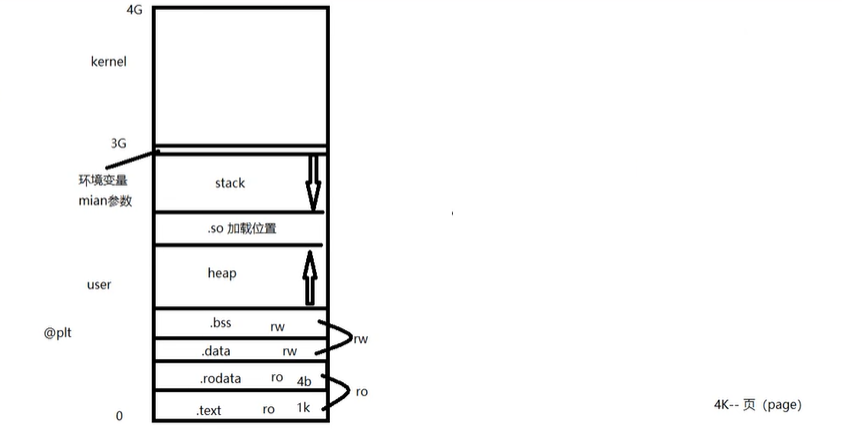 4G
kernel
3G
环境变量
mian参数
stack
.so 加载位置
heap
user
.bss rw
@plt
rw
.data rw
.rodata ro 4b
ro
.text ro 1k
0
4K-- 页（page）